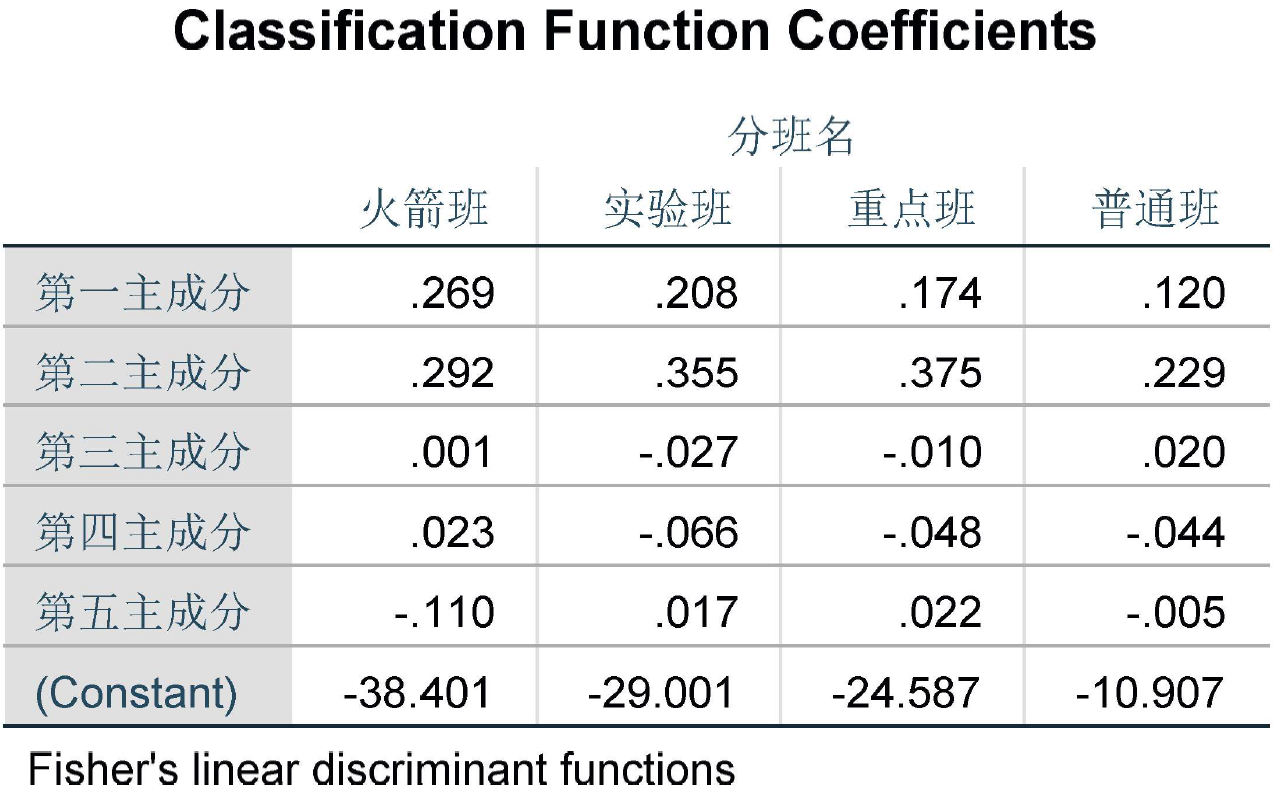 Classification Function Coefficients
分班名
火箭班 实验班 重点班 普通班
第一主成分 .269 .208 .174 .120
第二主成分 .292 .355 .375 .229
第三主成分 .001 -.027 -.010 .020
第四主成分 .023 -.066 -.048 -.044
第五主成分 -.110 .017 .022 -.005
(Constant) -38.401 -29.001 -24.587 -10.907
Fisher's linear discriminant functions